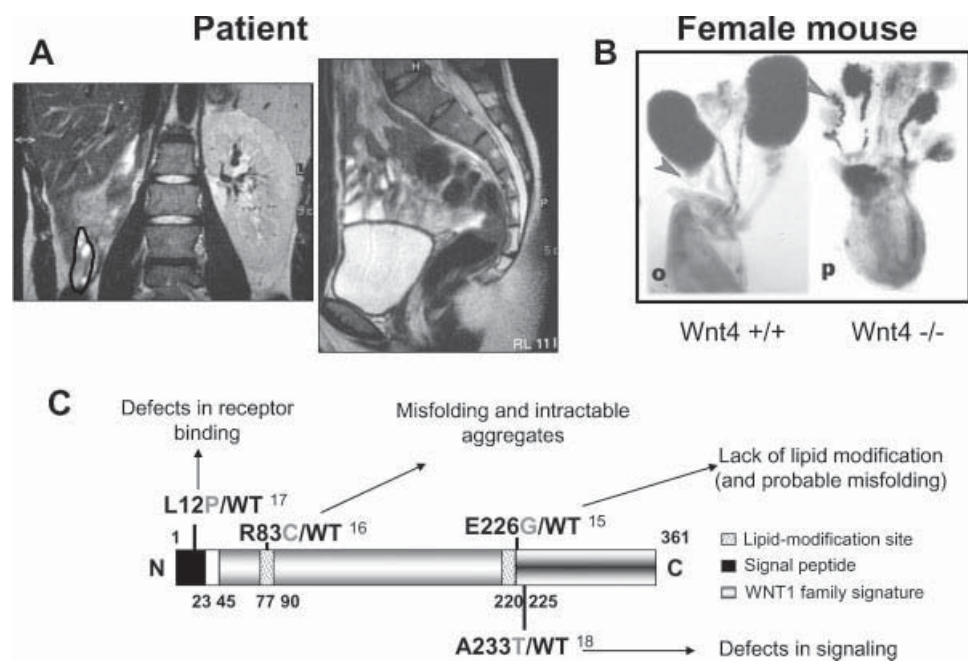 Patient
Female mouse
A
B
H
L
P
RL 11
o
p
Wnt4 +/+
Wnt4 -/-
C
Defects in receptor
binding
Misfolding and intractable
aggregates
Lack of lipid modification
(and probable misfolding)
L12P/WT 17
R83C/WT 16
E226G/WT 15
1
361
N
C
23 45
77 90
220 225
Lipid-modification site
Signal peptide
WNT1 family signature
A233T/WT 18
Defects in signaling